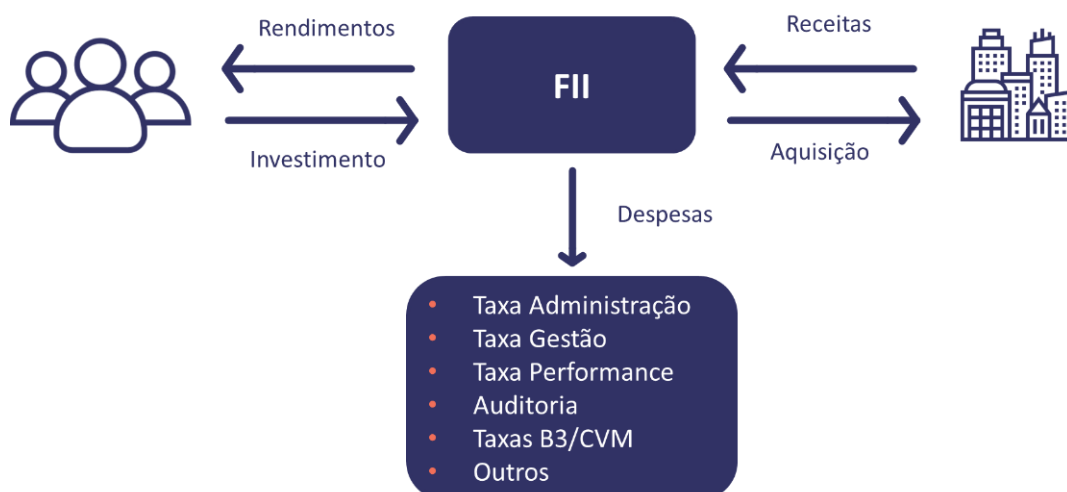 Rendimentos
Investimento
FII
Receitas
Aquisição
Despesas
• Taxa Administração
• Taxa Gestão
• Taxa Performance
• Auditoria
• Taxas B3/CVM
• Outros